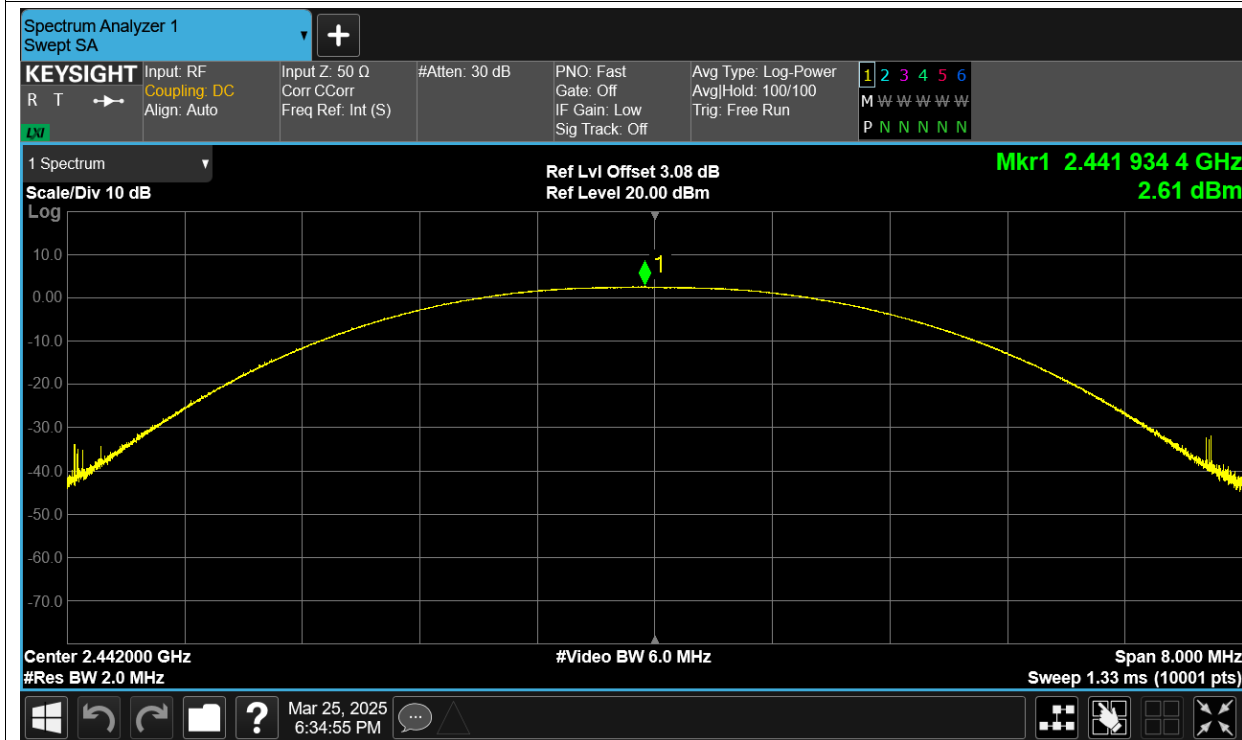 Spectrum Analyzer 1
Swept SA
+
KEYSIGHT
R T
LXI
Input: RF
Coupling: DC
Align: Auto
Input Z: 50 Ω
Corr CCorr
Freq Ref: Int (S)
#Atten: 30 dB
PNO: Fast
Gate: Off
IF Gain: Low
Sig Track: Off
Avg Type: Log-Power
Avg|Hold: 100/100
Trig: Free Run
1 2 3 4 5 6
M W W W W W
P N N N N N
1 Spectrum
Scale/Div 10 dB
Log
Ref Lvl Offset 3.08 dB
Ref Level 20.00 dBm
Mkr1 2.441 934 4 GHz
2.61 dBm
1
10.0
0.00
-10.0
-20.0
-30.0
-40.0
-50.0
-60.0
-70.0
Center 2.442000 GHz
#Res BW 2.0 MHz
#Video BW 6.0 MHz
Span 8.000 MHz
Sweep 1.33 ms (10001 pts)
?
Mar 25, 2025
6:34:55 PM